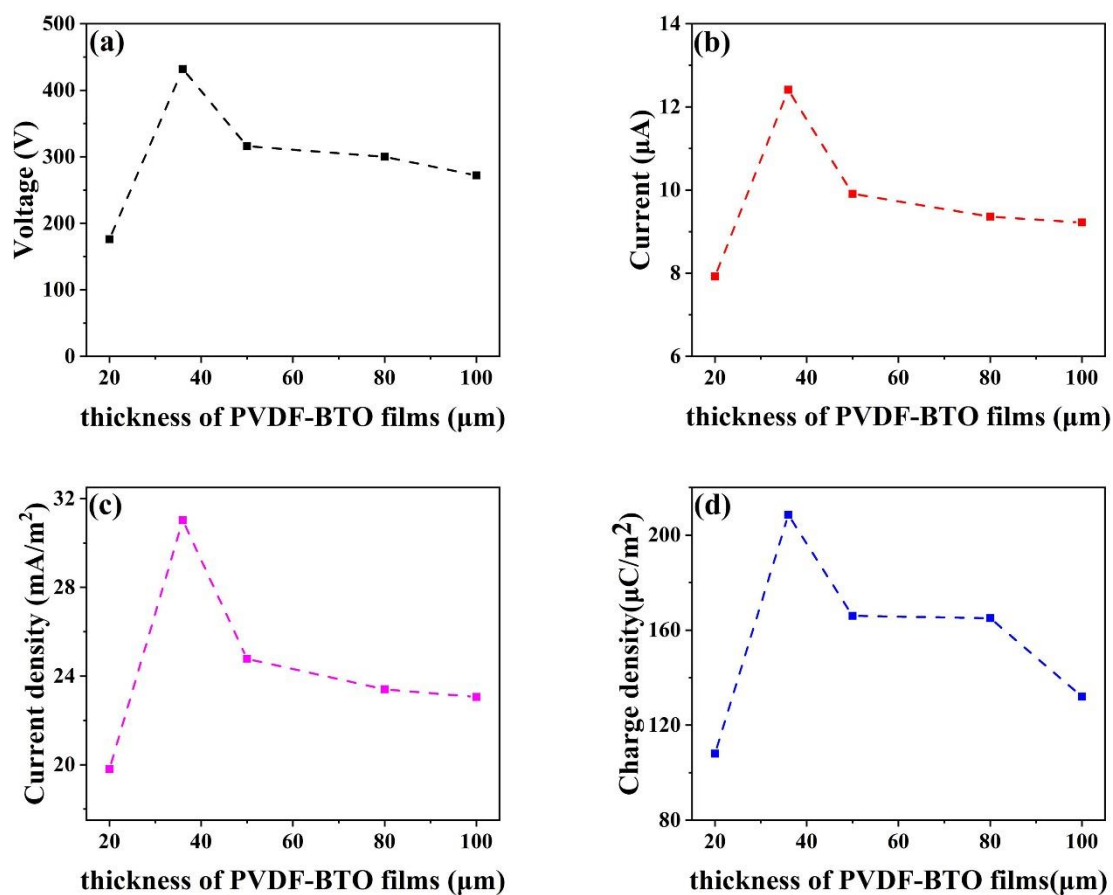 (a)
Voltage (V)
500
400
300
200
100
0
20 40 60 80 100
thickness of PVDF-BTO films (μm)
(b)
Current (μA)
14
12
10
8
6
20 40 60 80 100
thickness of PVDF-BTO films (μm)
(c)
Current density (mA/m²)
32
28
24
20
20 40 60 80 100
thickness of PVDF-BTO films (μm)
(d)
Charge density(μC/m²)
200
160
120
80
20 40 60 80 100
thickness of PVDF-BTO films(μm)